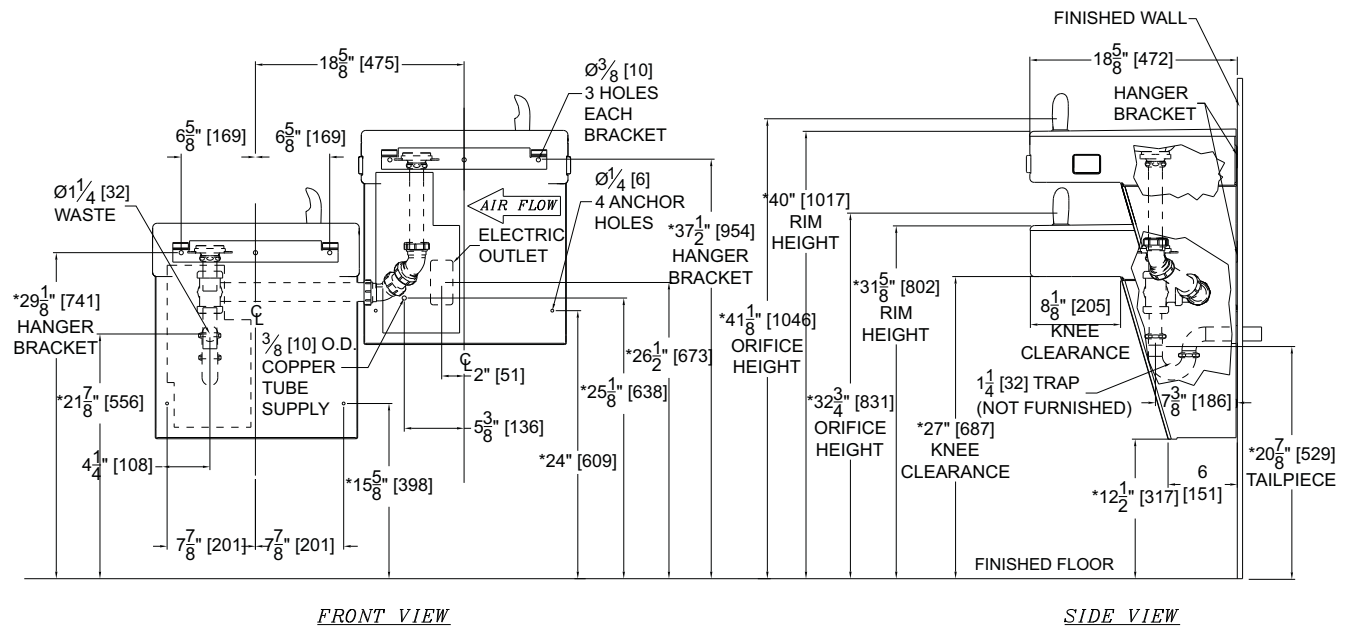 18 5/8" [475]
Ø3/8 [10]
3 HOLES
EACH
BRACKET
6 5/8" [169]
6 5/8" [169]
Ø1 1/4 [32]
WASTE
Ø1/4 [6]
4 ANCHOR
HOLES
AIR FLOW
ELECTRIC
OUTLET
*37 1/2" [954]
HANGER
BRACKET
*29 1/8" [741]
HANGER
BRACKET
CL
3/8 [10] O.D.
COPPER
TUBE
SUPPLY
CL
2" [51]
*26 1/2" [673]
*25 1/8" [638]
*21 7/8" [556]
5 3/8" [136]
*24" [609]
4 1/4" [108]
*15 5/8" [398]
7 7/8" [201]
7 7/8" [201]
FRONT VIEW
FINISHED WALL
18 5/8" [472]
HANGER
BRACKET
*40" [1017]
RIM
HEIGHT
*31 5/8" [802]
RIM
HEIGHT
*41 1/8" [1046]
ORIFICE
HEIGHT
8 1/8" [205]
KNEE
CLEARANCE
1 1/4 [32] TRAP
(NOT FURNISHED)
7 3/8" [186]
*32 3/4" [831]
ORIFICE
HEIGHT
*27" [687]
KNEE
CLEARANCE
*20 7/8" [529]
TAILPIECE
6
[151]
*12 1/2" [317]
FINISHED FLOOR
SIDE VIEW